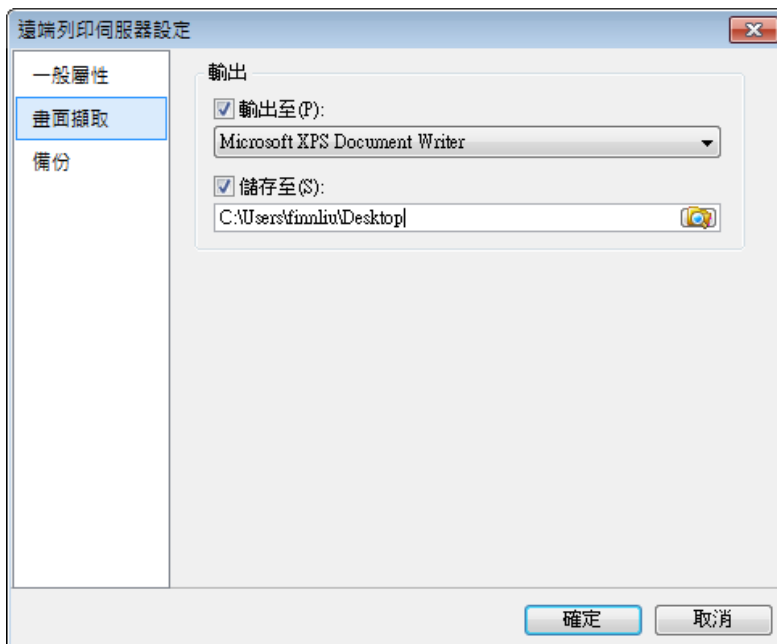 遠端列印伺服器設定
一般屬性
畫面擷取
備份
輸出
輸出至(P):
Microsoft XPS Document Writer
儲存至(S):
C:\Users\finnliu\Desktop
確定
取消